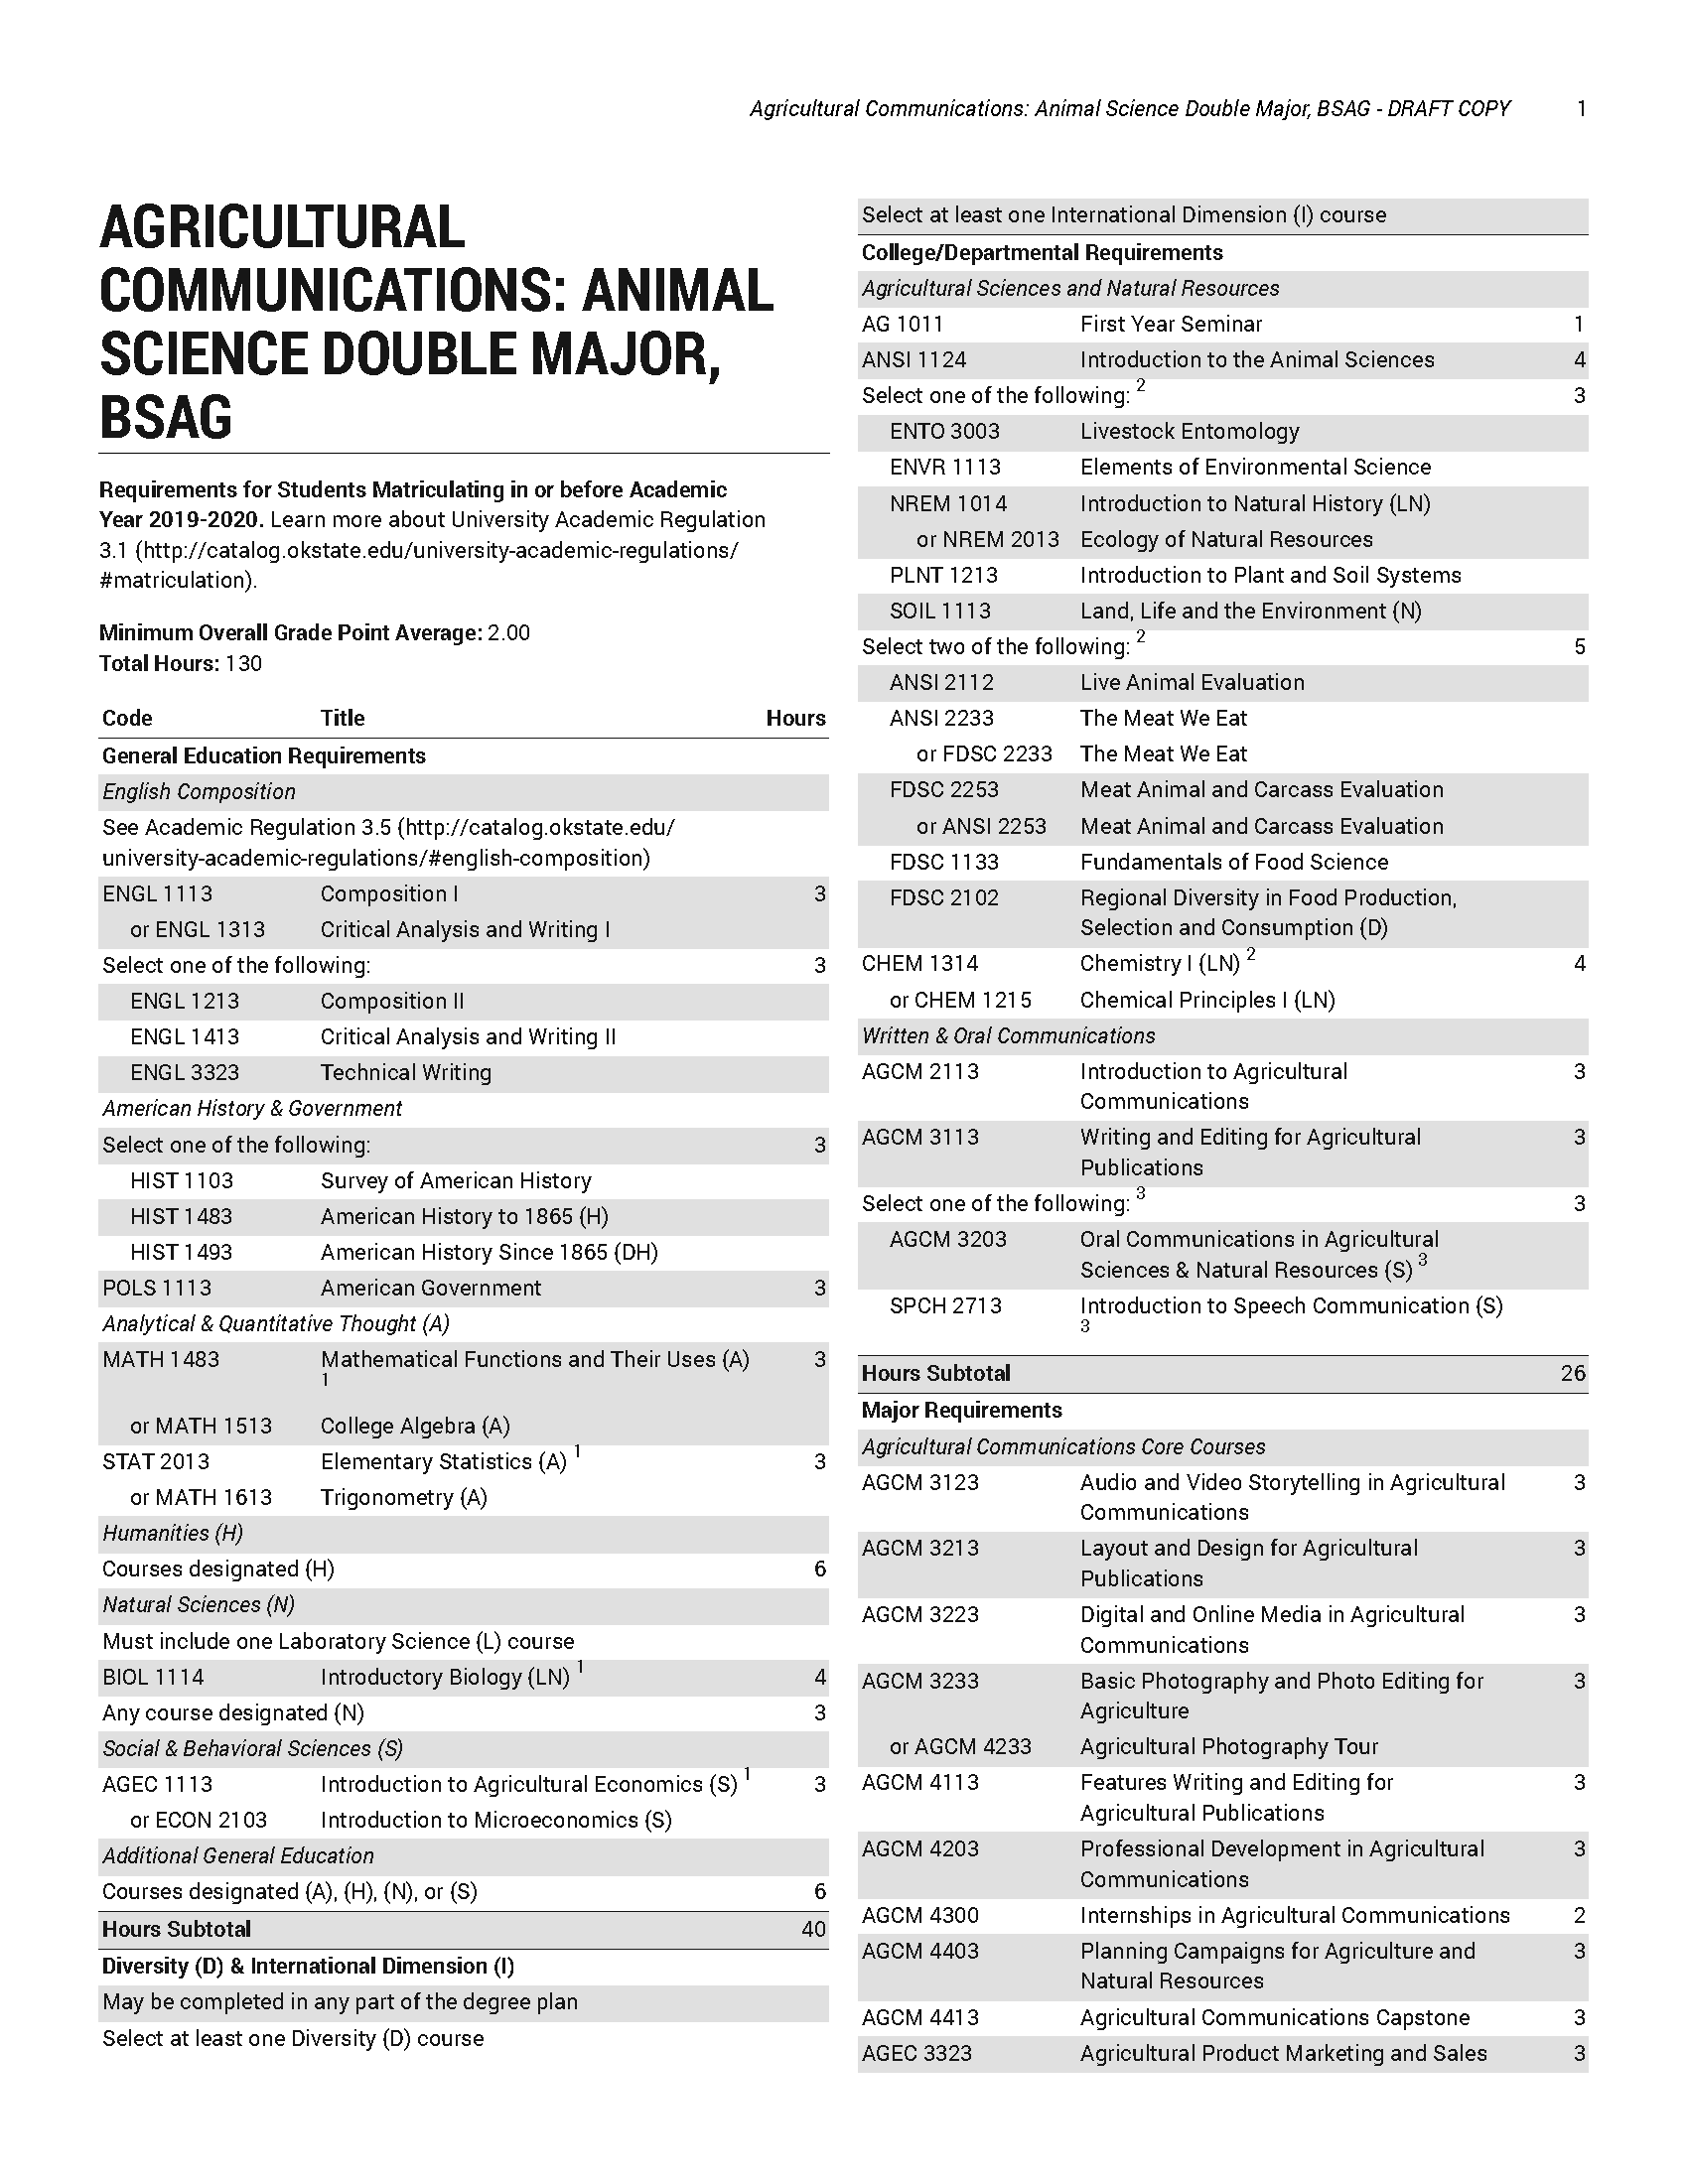 Agricultural Communications: Animal Science Double Major, BSAG - DRAFT COPY 1
AGRICULTURAL
COMMUNICATIONS: ANIMAL
SCIENCE DOUBLE MAJOR,
BSAG
Requirements for Students Matriculating in or before Academic
Year 2019-2020. Learn more about University Academic Regulation
3.1 (http://catalog.okstate.edu/university-academic-regulations/
#matriculation).
Minimum Overall Grade Point Average: 2.00
Total Hours: 130
Code Title Hours
General Education Requirements
English Composition
See Academic Regulation 3.5 (http://catalog.okstate.edu/
university-academic-regulations/#english-composition)
ENGL 1113 Composition I 3
or ENGL 1313 Critical Analysis and Writing I
Select one of the following: 3
ENGL 1213 Composition II
ENGL 1413 Critical Analysis and Writing II
ENGL 3323 Technical Writing
American History & Government
Select one of the following: 3
HIST 1103 Survey of American History
HIST 1483 American History to 1865 (H)
HIST 1493 American History Since 1865 (DH)
POLS 1113 American Government 3
Analytical & Quantitative Thought (A)
MATH 1483 Mathematical Functions and Their Uses (A) 3
1
or MATH 1513 College Algebra (A)
STAT 2013 Elementary Statistics (A) 1 3
or MATH 1613 Trigonometry (A)
Humanities (H)
Courses designated (H) 6
Natural Sciences (N)
Must include one Laboratory Science (L) course
BIOL 1114 Introductory Biology (LN) 1 4
Any course designated (N) 3
Social & Behavioral Sciences (S)
AGEC 1113 Introduction to Agricultural Economics (S) 1 3
or ECON 2103 Introduction to Microeconomics (S)
Additional General Education
Courses designated (A), (H), (N), or (S) 6
Hours Subtotal 40
Diversity (D) & International Dimension (I)
May be completed in any part of the degree plan
Select at least one Diversity (D) course
Select at least one International Dimension (I) course
College/Departmental Requirements
Agricultural Sciences and Natural Resources
AG 1011 First Year Seminar 1
ANSI 1124 Introduction to the Animal Sciences 4
Select one of the following: 2 3
ENTO 3003 Livestock Entomology
ENVR 1113 Elements of Environmental Science
NREM 1014 Introduction to Natural History (LN)
or NREM 2013 Ecology of Natural Resources
PLNT 1213 Introduction to Plant and Soil Systems
SOIL 1113 Land, Life and the Environment (N)
Select two of the following: 2 5
ANSI 2112 Live Animal Evaluation
ANSI 2233 The Meat We Eat
or FDSC 2233 The Meat We Eat
FDSC 2253 Meat Animal and Carcass Evaluation
or ANSI 2253 Meat Animal and Carcass Evaluation
FDSC 1133 Fundamentals of Food Science
FDSC 2102 Regional Diversity in Food Production,
Selection and Consumption (D)
CHEM 1314 Chemistry I (LN) 2 4
or CHEM 1215 Chemical Principles I (LN)
Written & Oral Communications
AGCM 2113 Introduction to Agricultural 3
Communications
AGCM 3113 Writing and Editing for Agricultural 3
Publications
Select one of the following: 3 3
AGCM 3203 Oral Communications in Agricultural
Sciences & Natural Resources (S) 3
SPCH 2713 Introduction to Speech Communication (S)
3
Hours Subtotal 26
Major Requirements
Agricultural Communications Core Courses
AGCM 3123 Audio and Video Storytelling in Agricultural 3
Communications
AGCM 3213 Layout and Design for Agricultural 3
Publications
AGCM 3223 Digital and Online Media in Agricultural 3
Communications
AGCM 3233 Basic Photography and Photo Editing for 3
Agriculture
or AGCM 4233 Agricultural Photography Tour
AGCM 4113 Features Writing and Editing for 3
Agricultural Publications
AGCM 4203 Professional Development in Agricultural 3
Communications
AGCM 4300 Internships in Agricultural Communications 2
AGCM 4403 Planning Campaigns for Agriculture and 3
Natural Resources
AGCM 4413 Agricultural Communications Capstone 3
AGEC 3323 Agricultural Product Marketing and Sales 3